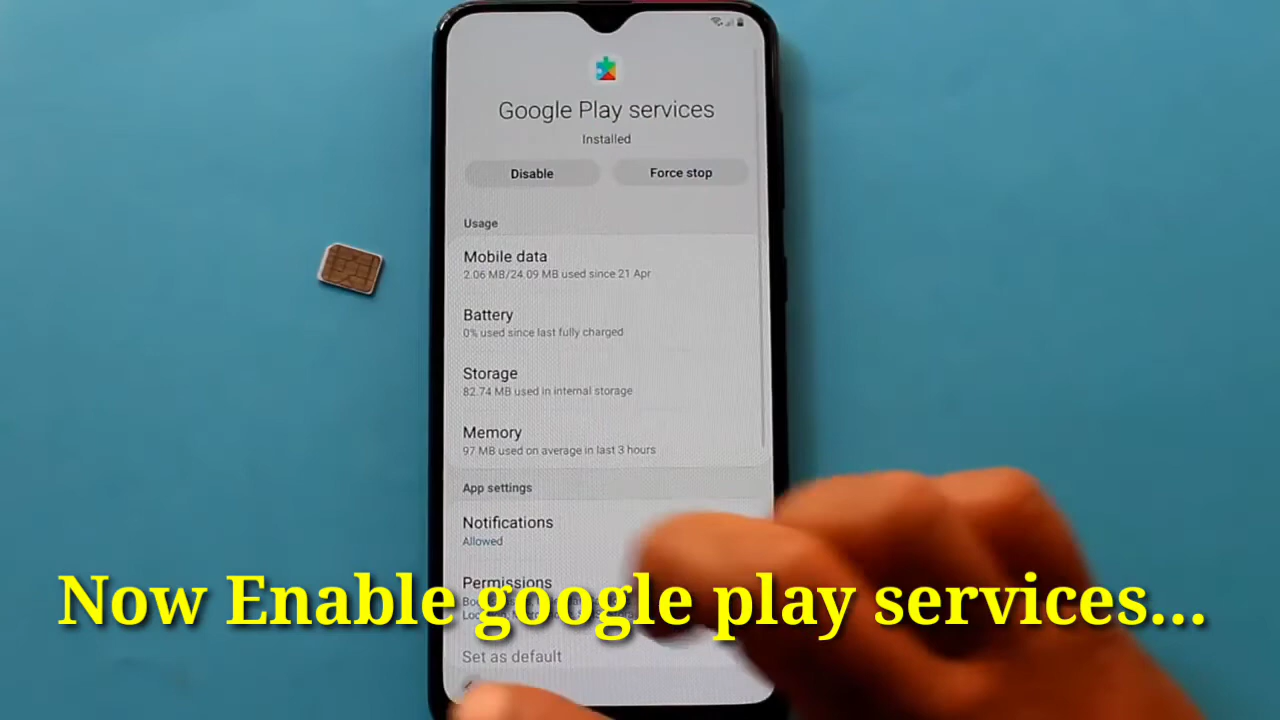 Google Play services
Installed
Disable
Force stop
Usage
Mobile data
2.06 MB/24.09 MB used since 21 Apr
Battery
0% used since last fully charged
Storage
82.74 MB used in internal storage
Memory
97 MB used on average in last 3 hours
App settings
Notifications
Allowed
Permissions
Now Enable google play services...
Set as default